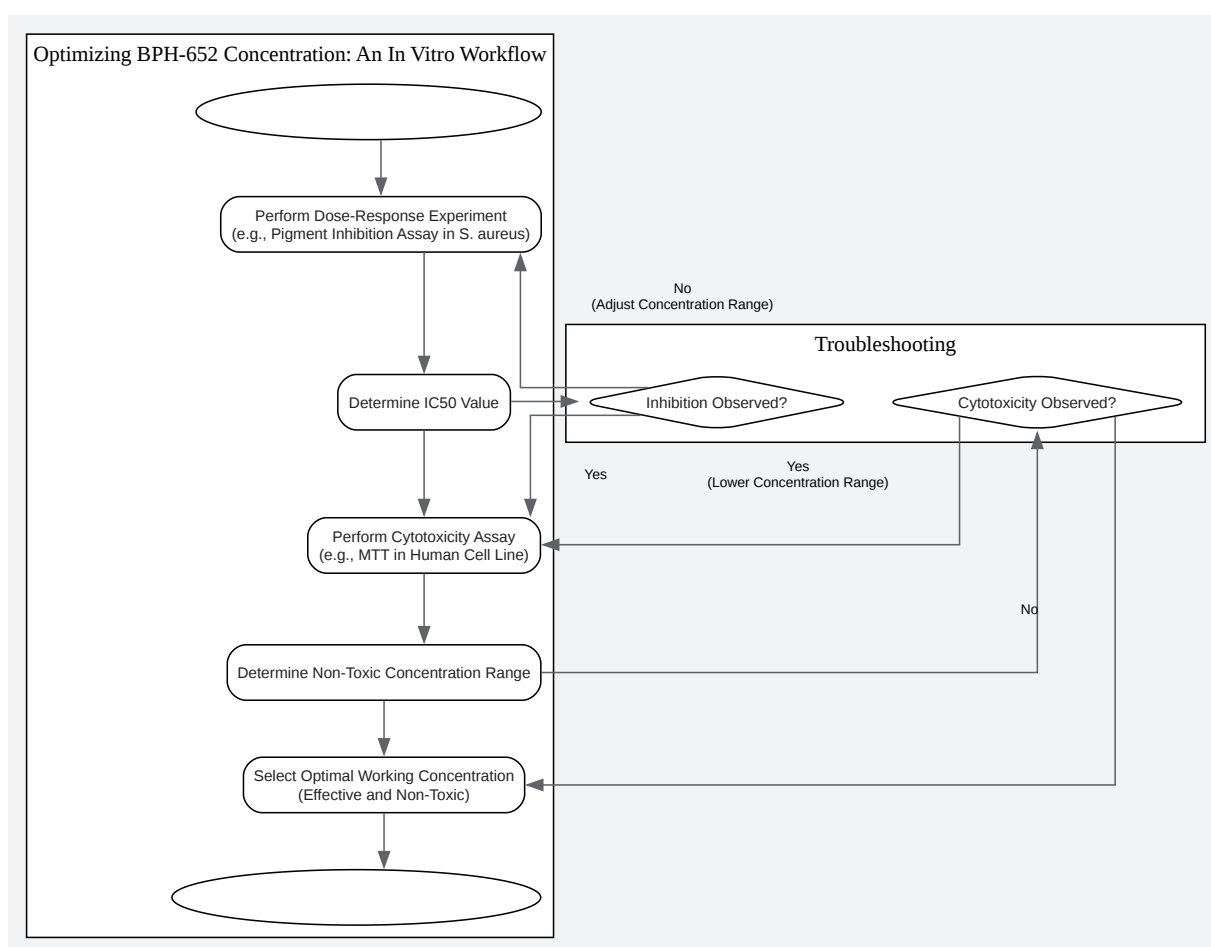 Optimizing BPH-652 Concentration: An In Vitro Workflow
Perform Dose-Response Experiment
(e.g., Pigment Inhibition Assay in S. aureus)
No
(Adjust Concentration Range)
Troubleshooting
Determine IC50 Value
Inhibition Observed?
Cytotoxicity Observed?
Yes
Yes
(Lower Concentration Range)
Perform Cytotoxicity Assay
(e.g., MTT in Human Cell Line)
No
Determine Non-Toxic Concentration Range
Select Optimal Working Concentration
(Effective and Non-Toxic)